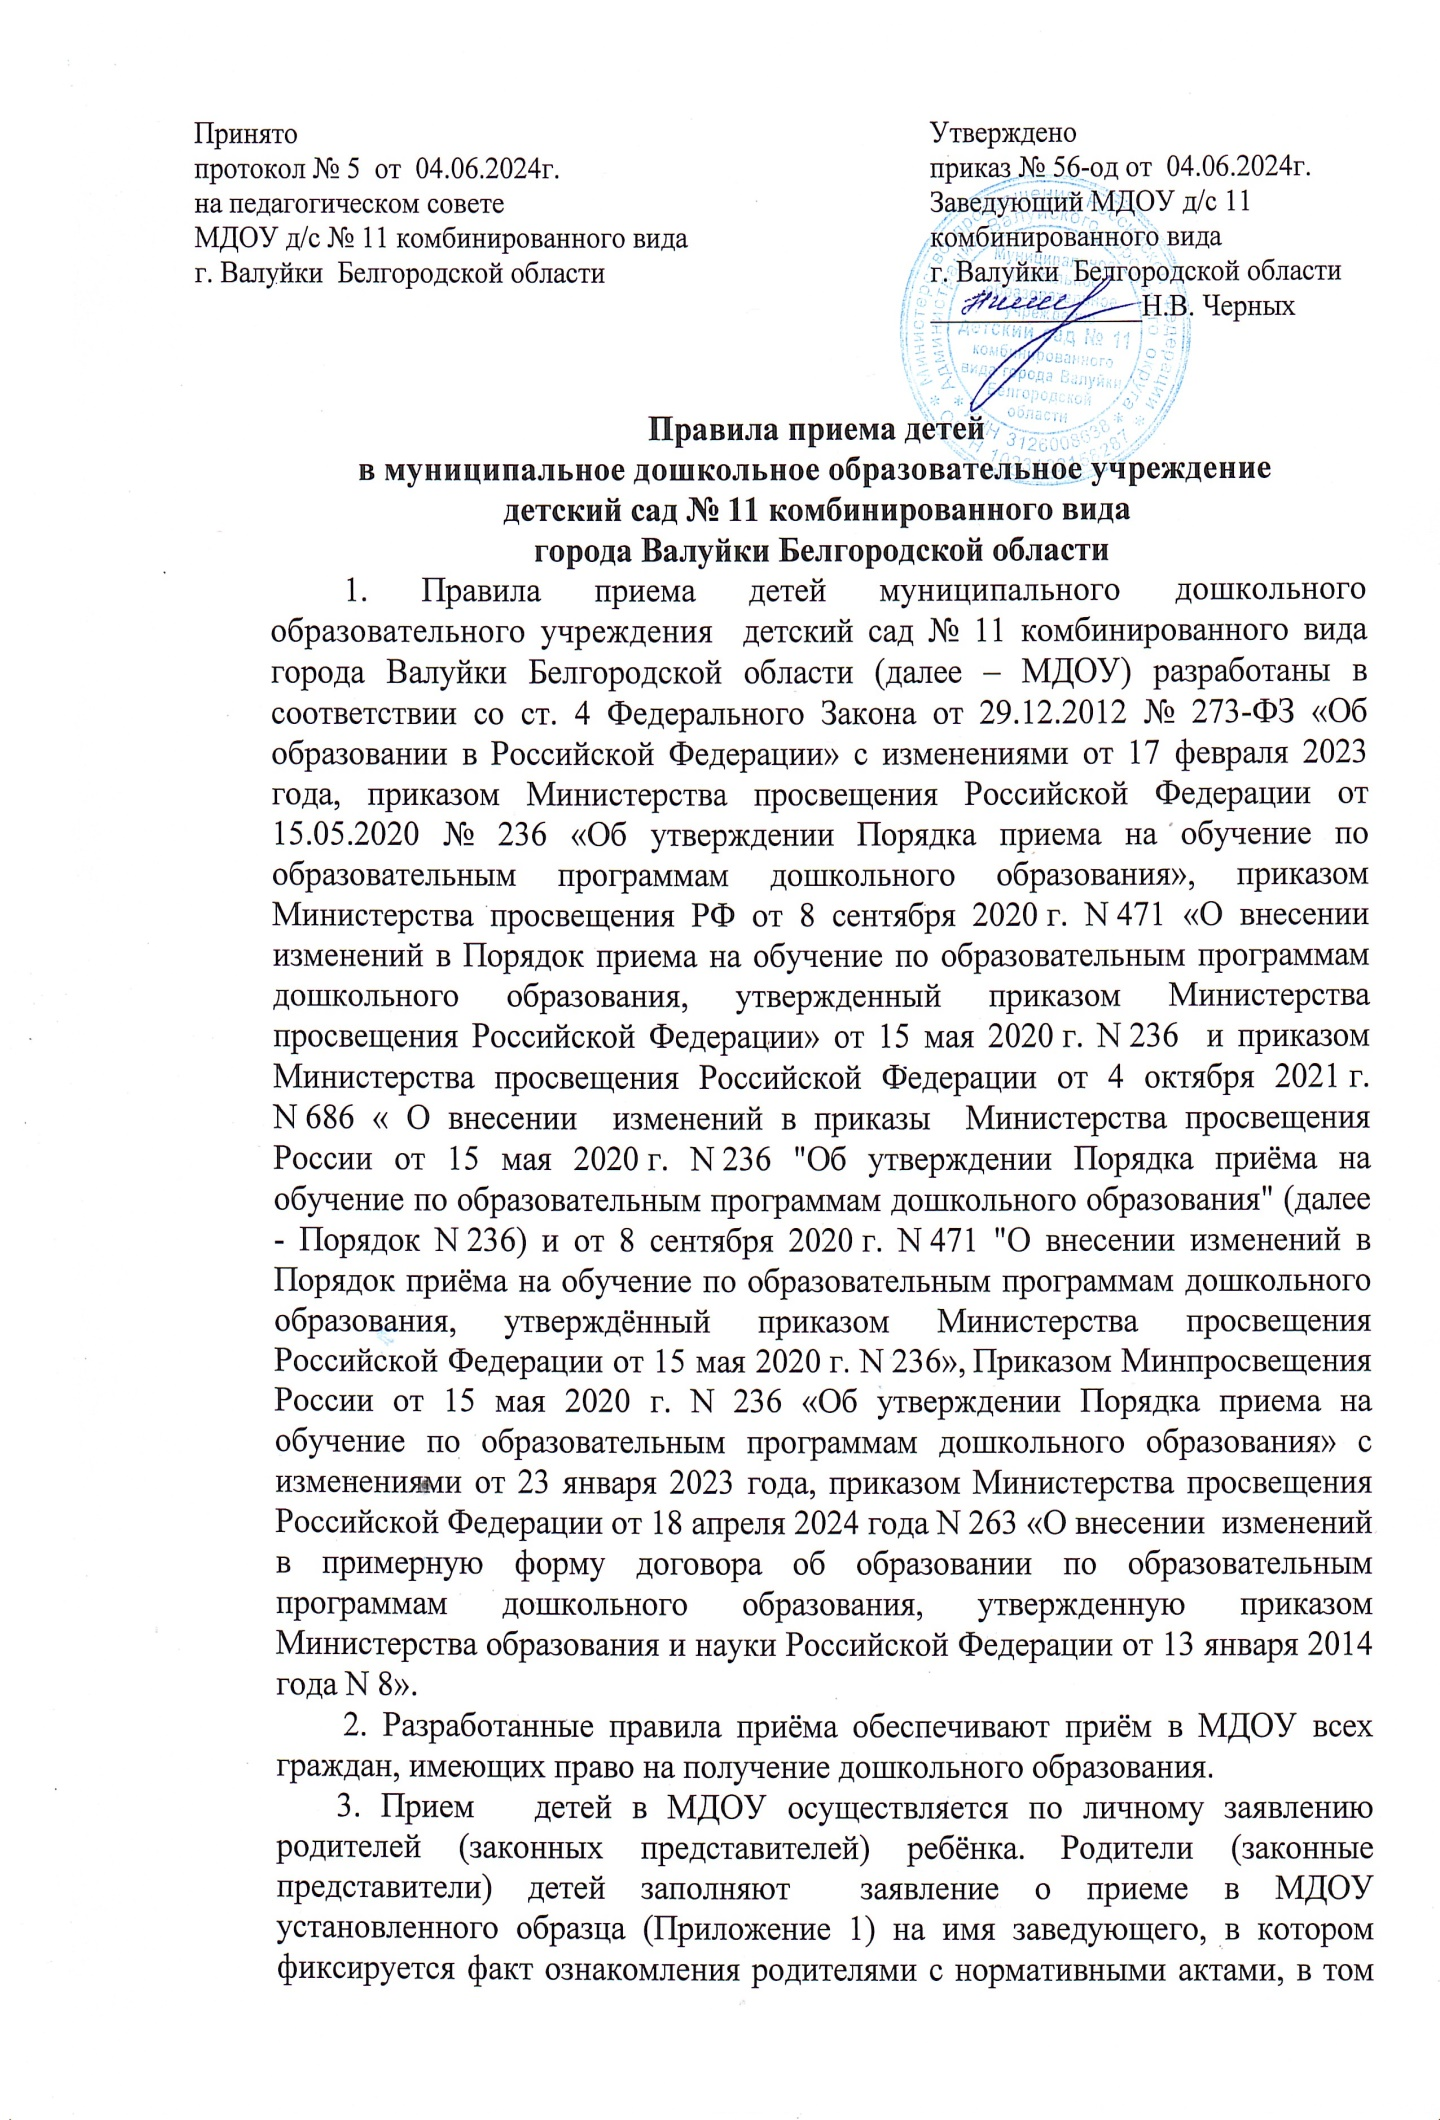 Принято
протокол № 5 от 04.06.2024г.
на педагогическом совете
МДОУ д/с № 11 комбинированного вида
г. Валуйки Белгородской области
Утверждено
приказ № 56-од от 04.06.2024г.
Заведующий МДОУ д/с 11
комбинированного вида
г. Валуйки Белгородской области
Н.В. Черных
детский сад № 11
комбинированного
вида города Валуйки
Белгородской
области
Правила приема детей
в муниципальное дошкольное образовательное учреждение
детский сад № 11 комбинированного вида
города Валуйки Белгородской области
1. Правила приема детей муниципального дошкольного
образовательного учреждения детский сад № 11 комбинированного вида
города Валуйки Белгородской области (далее – МДОУ) разработаны в
соответствии со ст. 4 Федерального Закона от 29.12.2012 № 273-ФЗ «Об
образовании в Российской Федерации» с изменениями от 17 февраля 2023
года, приказом Министерства просвещения Российской Федерации от
15.05.2020 № 236 «Об утверждении Порядка приема на обучение по
образовательным программам дошкольного образования», приказом
Министерства просвещения РФ от 8 сентября 2020 г. N 471 «О внесении
изменений в Порядок приема на обучение по образовательным программам
дошкольного образования, утвержденный приказом Министерства
просвещения Российской Федерации» от 15 мая 2020 г. N 236 и приказом
Министерства просвещения Российской Федерации от 4 октября 2021 г.
N 686 « О внесении изменений в приказы Министерства просвещения
России от 15 мая 2020 г. N 236 "Об утверждении Порядка приёма на
обучение по образовательным программам дошкольного образования" (далее
- Порядок N 236) и от 8 сентября 2020 г. N 471 "О внесении изменений в
Порядок приёма на обучение по образовательным программам дошкольного
образования, утверждённый приказом Министерства просвещения
Российской Федерации от 15 мая 2020 г. N 236», Приказом Минпросвещения
России от 15 мая 2020 г. N 236 «Об утверждении Порядка приема на
обучение по образовательным программам дошкольного образования» с
изменениями от 23 января 2023 года, приказом Министерства просвещения
Российской Федерации от 18 апреля 2024 года N 263 «О внесении изменений
в примерную форму договора об образовании по образовательным
программам дошкольного образования, утвержденную приказом
Министерства образования и науки Российской Федерации от 13 января 2014
года N 8».
2. Разработанные правила приёма обеспечивают приём в МДОУ всех
граждан, имеющих право на получение дошкольного образования.
3. Прием детей в МДОУ осуществляется по личному заявлению
родителей (законных представителей) ребёнка. Родители (законные
представители) детей заполняют заявление о приеме в МДОУ
установленного образца (Приложение 1) на имя заведующего, в котором
фиксируется факт ознакомления родителями с нормативными актами, в том